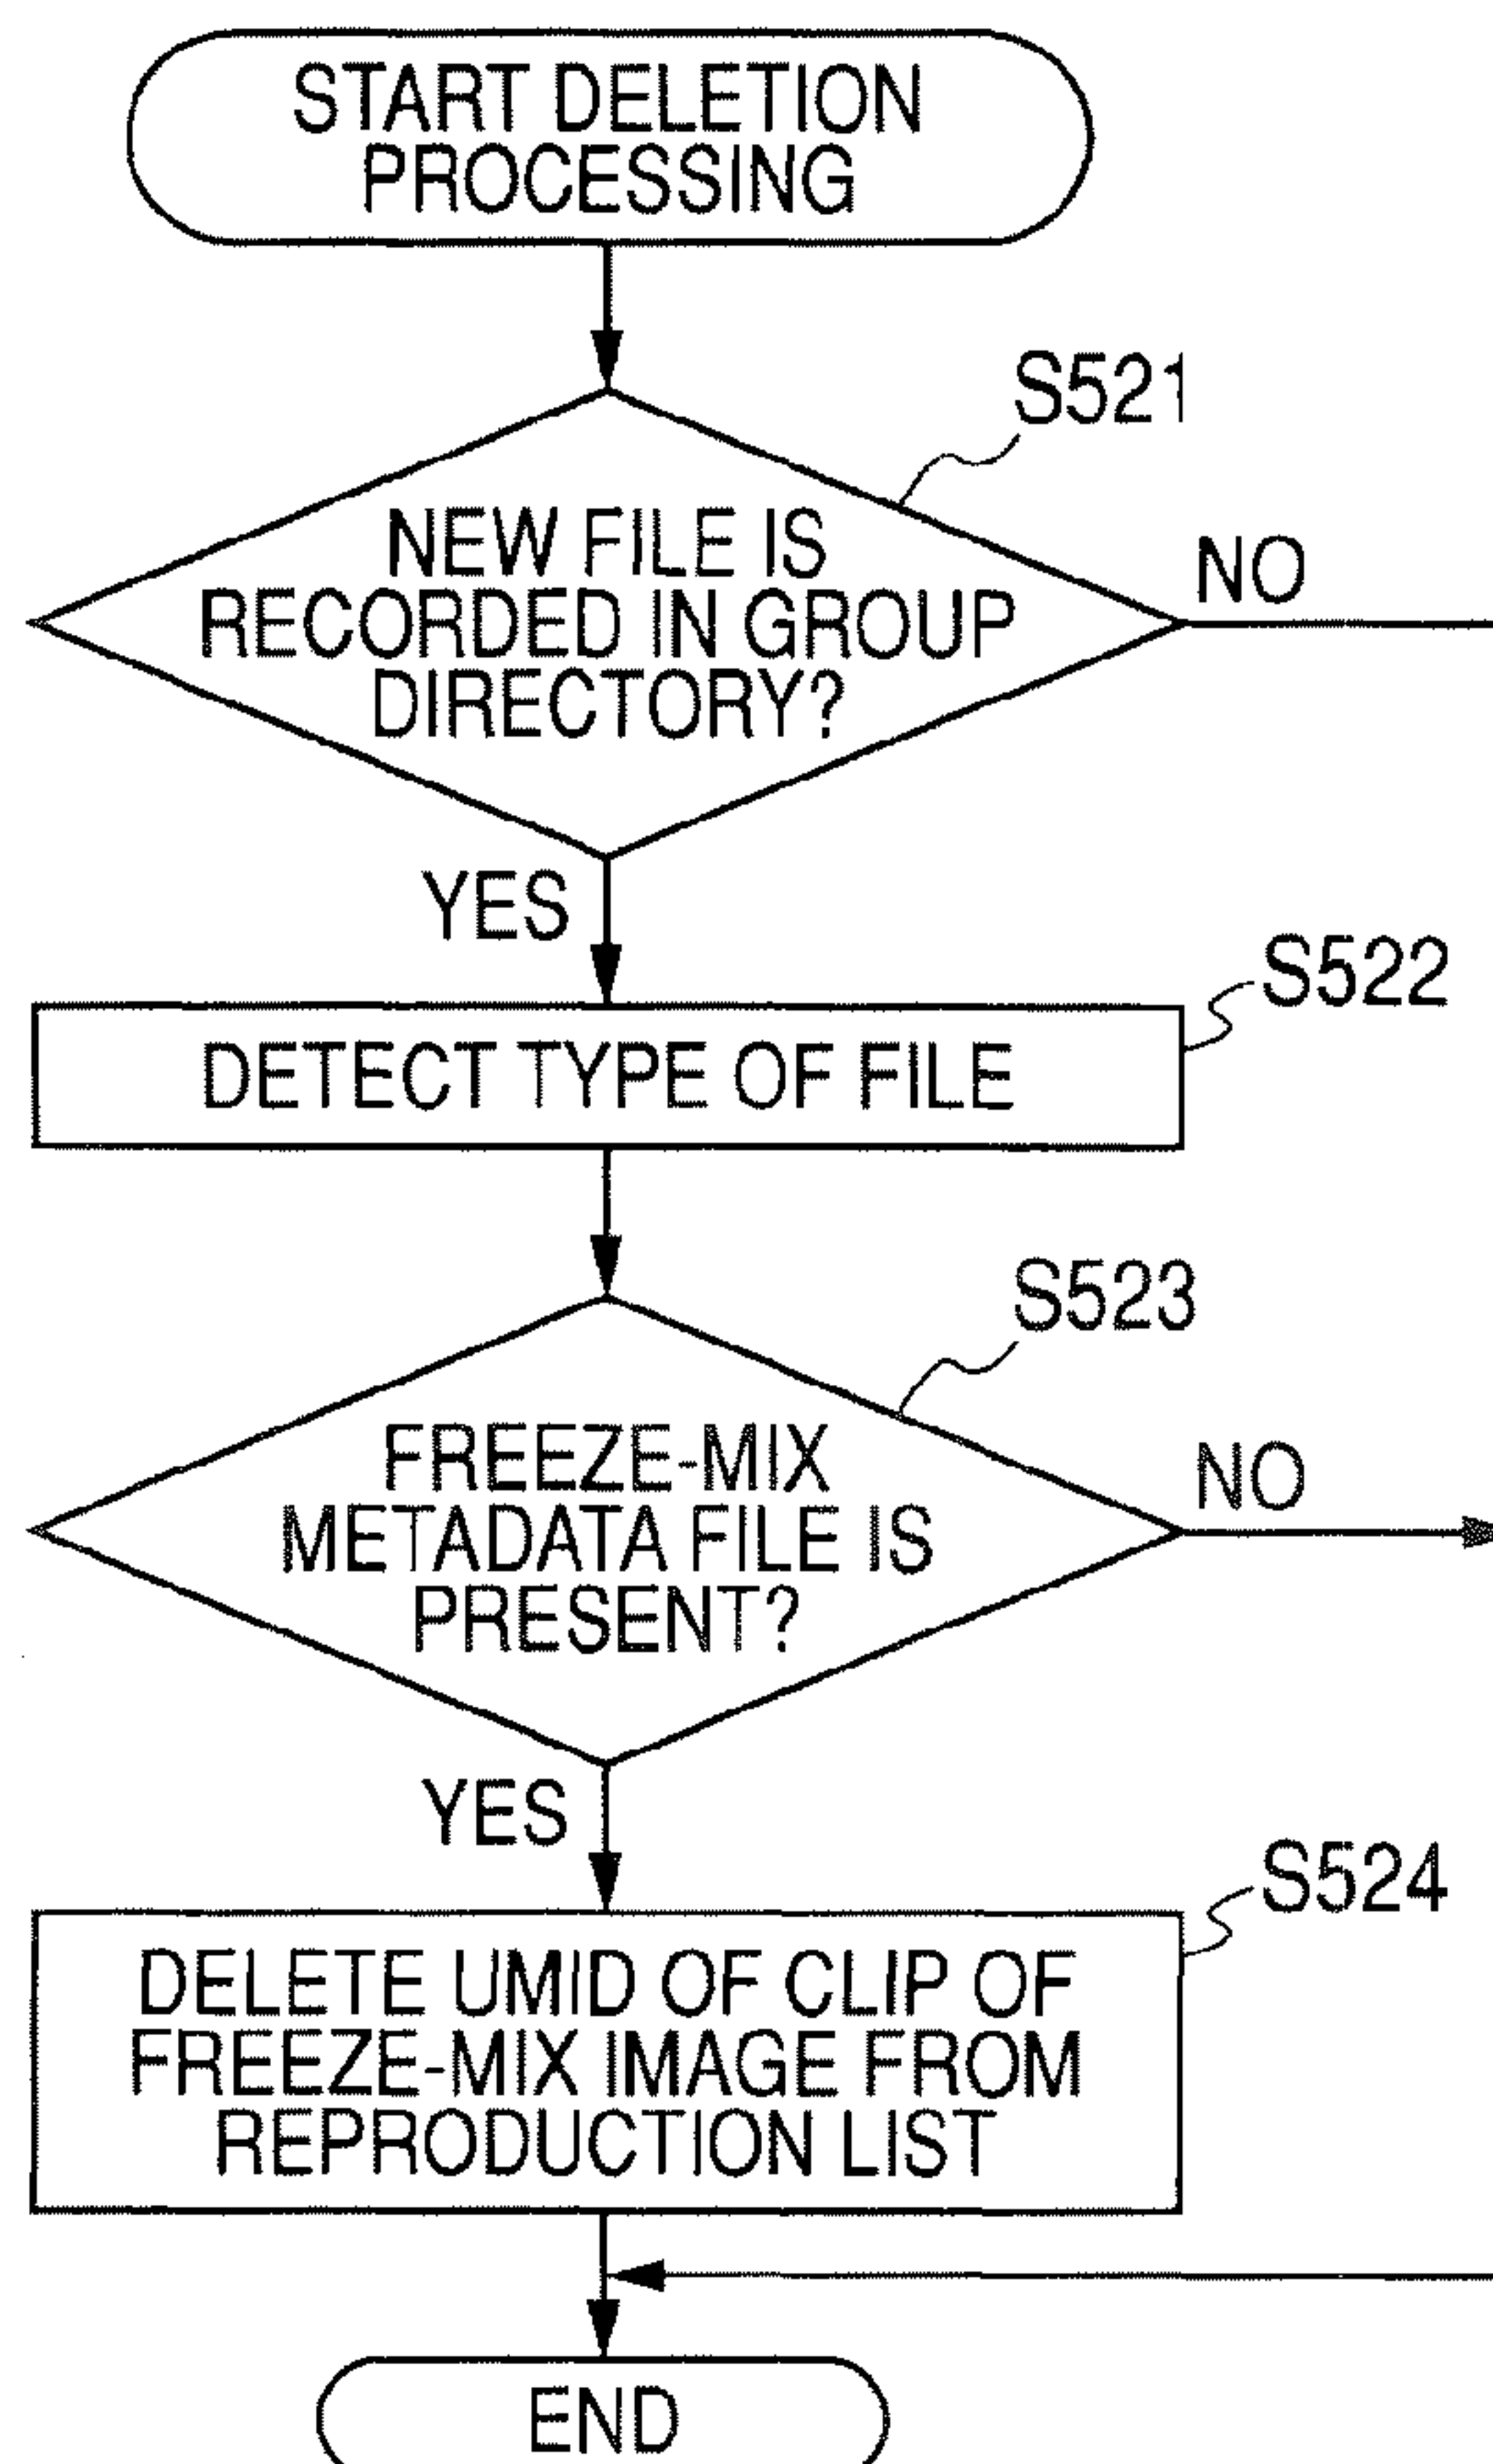 START DELETION
PROCESSING
S521
NEW FILE IS
RECORDED IN GROUP
DIRECTORY?
NO
YES
S522
DETECT TYPE OF FILE
S523
FREEZE-MIX
METADATA FILE IS
PRESENT?
NO
YES
S524
DELETE UMID OF CLIP OF
FREEZE-MIX IMAGE FROM
REPRODUCTION LIST
END